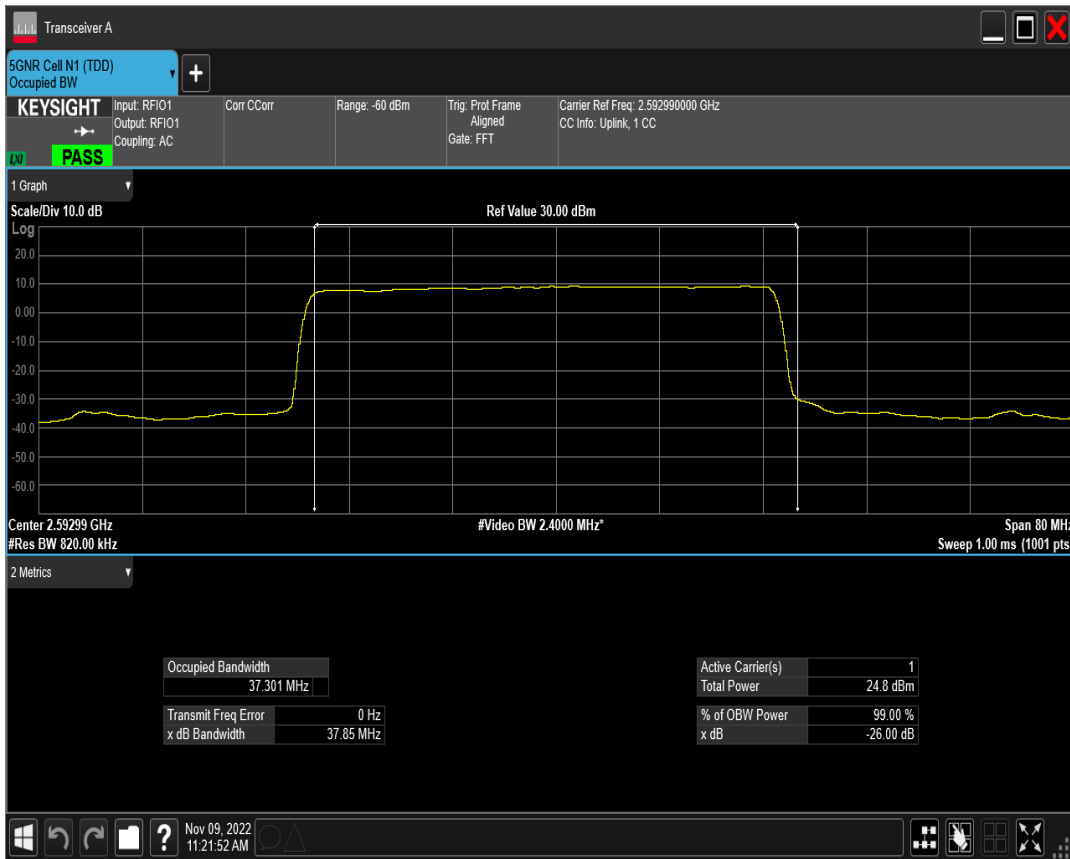 Transceiver A
5GNR Cell N1 (TDD)
Occupied BW
+
KEYSIGHT
LXI
PASS
Input: RFIO1
Output: RFIO1
Coupling: AC
Corr CCorr
Range: -60 dBm
Trig: Prot Frame
Aligned
Gate: FFT
Carrier Ref Freq: 2.592990000 GHz
CC Info: Uplink, 1 CC
1 Graph
Scale/Div 10.0 dB
Ref Value 30.00 dBm
Log
20.0
10.0
0.00
-10.0
-20.0
-30.0
-40.0
-50.0
-60.0
Center 2.59299 GHz
#Video BW 2.4000 MHz*
Span 80 MHz
#Res BW 820.00 kHz
Sweep 1.00 ms (1001 pts
2 Metrics
Occupied Bandwidth
37.301 MHz
Transmit Freq Error 0 Hz
x dB Bandwidth 37.85 MHz
Active Carrier(s) 1
Total Power 24.8 dBm
% of OBW Power 99.00 %
x dB -26.00 dB
?
Nov 09, 2022
11:21:52 AM